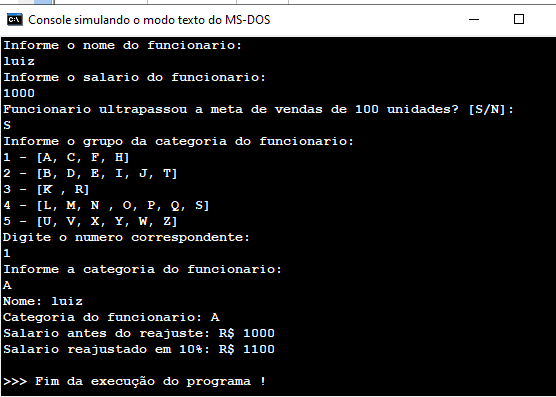 Console simulando o modo texto do MS-DOS
Informe o nome do funcionario:
luiz
Informe o salario do funcionario:
1000
Funcionario ultrapassou a meta de vendas de 100 unidades? [S/N]:
S
Informe o grupo da categoria do funcionario:
1 - [A, C, F, H]
2 - [B, D, E, I, J, T]
3 - [K , R]
4 - [L, M, N , O, P, Q, S]
5 - [U, V, X, Y, W, Z]
Digite o numero correspondente:
1
Informe a categoria do funcionario:
A
Nome: luiz
Categoria do funcionario: A
Salario antes do reajuste: R$ 1000
Salario reajustado em 10%: R$ 1100
>>> Fim da execução do programa !